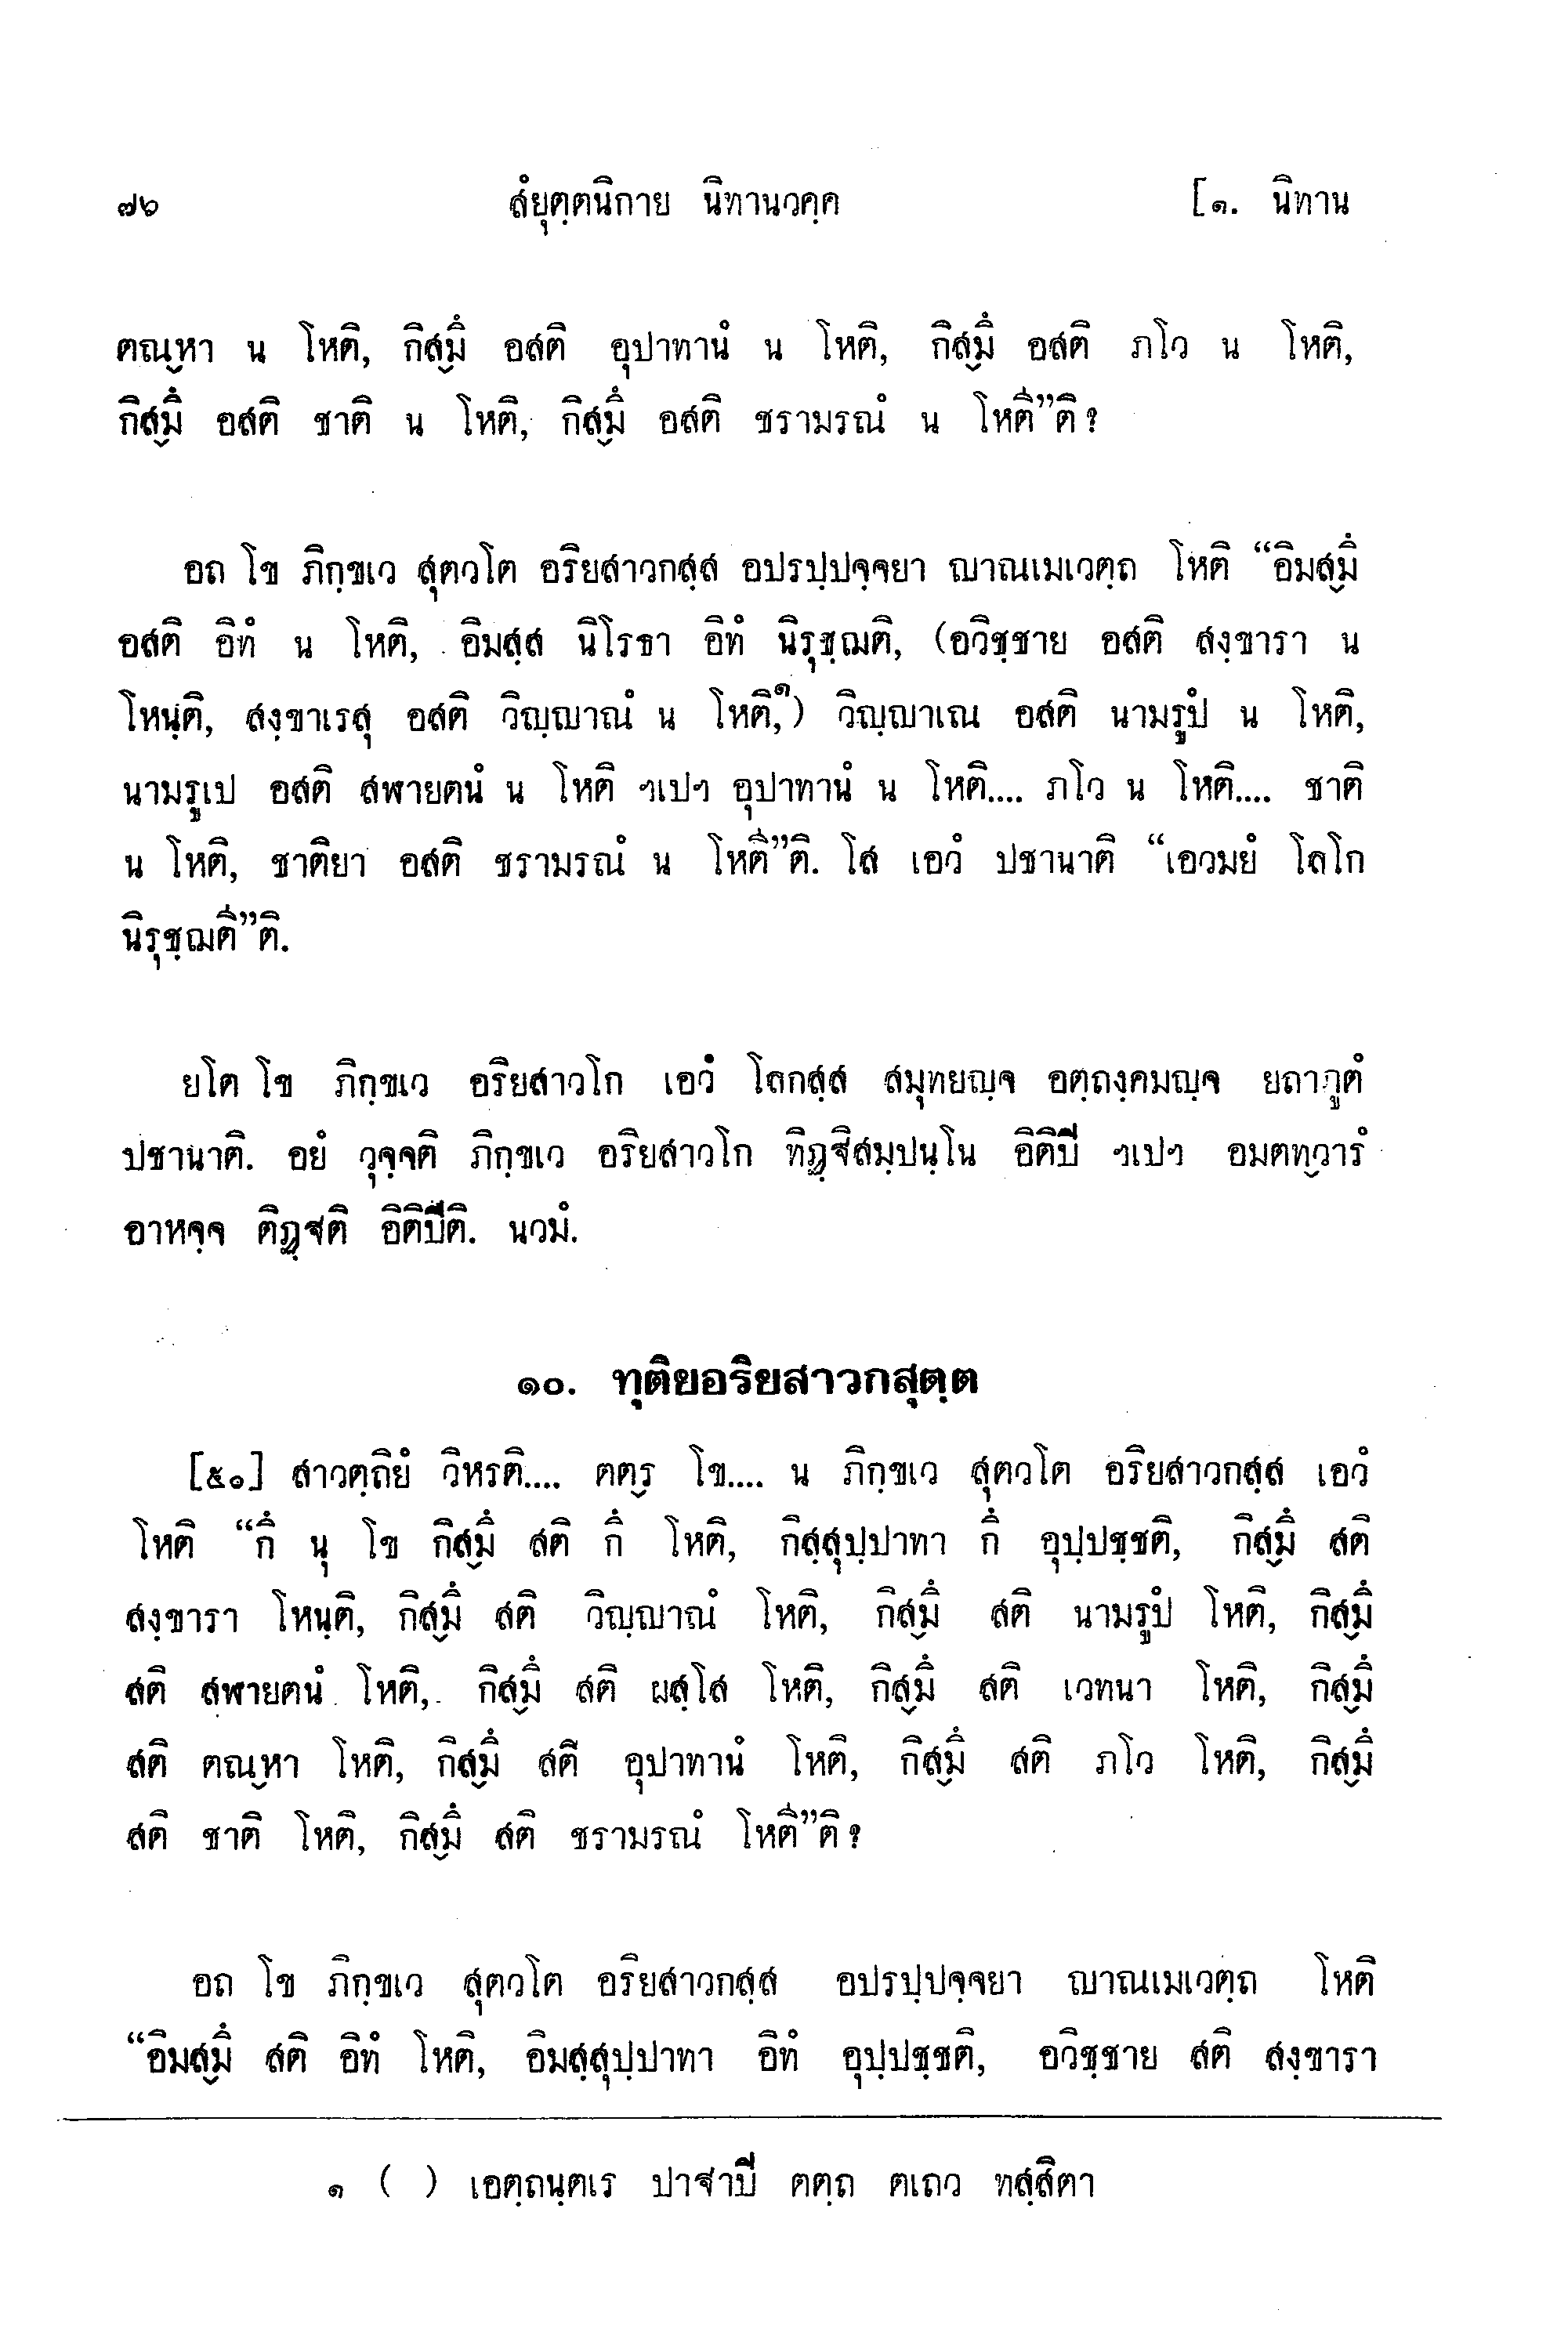 ๗๖ สํยุตฺตนิกาย นิทานวคฺค [๑. นิทาน
ตณฺหา น โหติ, กิสฺมิํ อสติ อุปาทานํ น โหติ, กิสฺมิํ อสติ ภโว น โหติ,
กิสฺมิํ อสติ ชาติ น โหติ, กิสฺมิํ อสติ ชรามรณํ น โหตี”ติ?
อถ โข ภิกฺขเว สุตวโต อริยสาวกสฺส อปรปฺปจฺจยา ญาณเมเวตฺถ โหติ “อิมสฺมิํ
อสติ อิทํ น โหติ, อิมสฺส นิโรธา อิทํ นิรุชฺฌติ, (อวิชฺชาย อสติ สงฺขารา น
โหนฺติ, สงฺขาเรสุ อสติ วิญฺญาณํ น โหติ,๑) วิญฺญาเณ อสติ นามรูปํ น โหติ,
นามรูเป อสติ สฬายตนํ น โหติ ฯเปฯ อุปาทานํ น โหติ.... ภโว น โหติ.... ชาติ
น โหติ, ชาติยา อสติ ชรามรณํ น โหตี”ติ. โส เอวํ ปชานาติ “เอวมยํ โลโก
นิรุชฺฌตี”ติ.
ยโต โข ภิกฺขเว อริยสาวโก เอวํ โลกสฺส สมุทยญฺจ อตฺถงฺคมญฺจ ยถาภูตํ
ปชานาติ. อยํ วุจฺจติ ภิกฺขเว อริยสาวโก ทิฏฺฐิสมฺปนฺโน อิติปิ ฯเปฯ อมตทฺวารํ
อาหจฺจ ติฏฺฐติ อิติปีติ. นวมํ.
๑๐. ทุติยอริยสาวกสุตฺต
[๕๑] สาวตฺถิยํ วิหรติ.... ตตฺร โข.... น ภิกฺขเว สุตวโต อริยสาวกสฺส เอวํ
โหติ “กิํ นุ โข กิสฺมิํ สติ กิํ โหติ, กิสฺสุปฺปาทา กิํ อุปฺปชฺชติ, กิสฺมิํ สติ
สงฺขารา โหนฺติ, กิสฺมิํ สติ วิญฺญาณํ โหติ, กิสฺมิํ สติ นามรูปํ โหติ, กิสฺมิํ
สติ สฬายตนํ โหติ, กิสฺมิํ สติ ผสฺโส โหติ, กิสฺมิํ สติ เวทนา โหติ, กิสฺมิํ
สติ ตณฺหา โหติ, กิสฺมิํ สติ อุปาทานํ โหติ, กิสฺมิํ สติ ภโว โหติ, กิสฺมิํ
สติ ชาติ โหติ, กิสฺมิํ สติ ชรามรณํ โหตี”ติ?
อถ โข ภิกฺขเว สุตวโต อริยสาวกสฺส อปรปฺปจฺจยา ญาณเมเวตฺถ โหติ
“อิมสฺมิํ สติ อิทํ โหติ, อิมสฺสุปฺปาทา อิทํ อุปฺปชฺชติ, อวิชฺชาย สติ สงฺขารา
๑ ( ) เอตฺถนฺตเร ปาฐาปี ตตฺถ ตเถว ทสฺสิตา